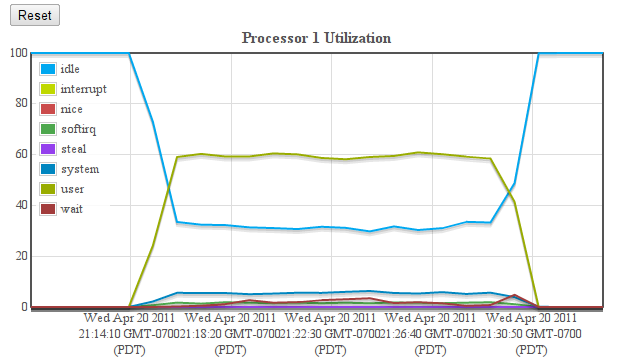 Reset
Processor 1 Utilization
100
80
60
40
20
0
idle
interrupt
nice
softirq
steal
system
user
wait
Wed Apr 20 2011 Wed Apr 20 2011 Wed Apr 20 2011 Wed Apr 20 2011 Wed Apr 20 2011
21:14:10 GMT-0700 21:18:20 GMT-0700 21:22:30 GMT-0700 21:26:40 GMT-0700 21:30:50 GMT-0700
(PDT) (PDT) (PDT) (PDT) (PDT)